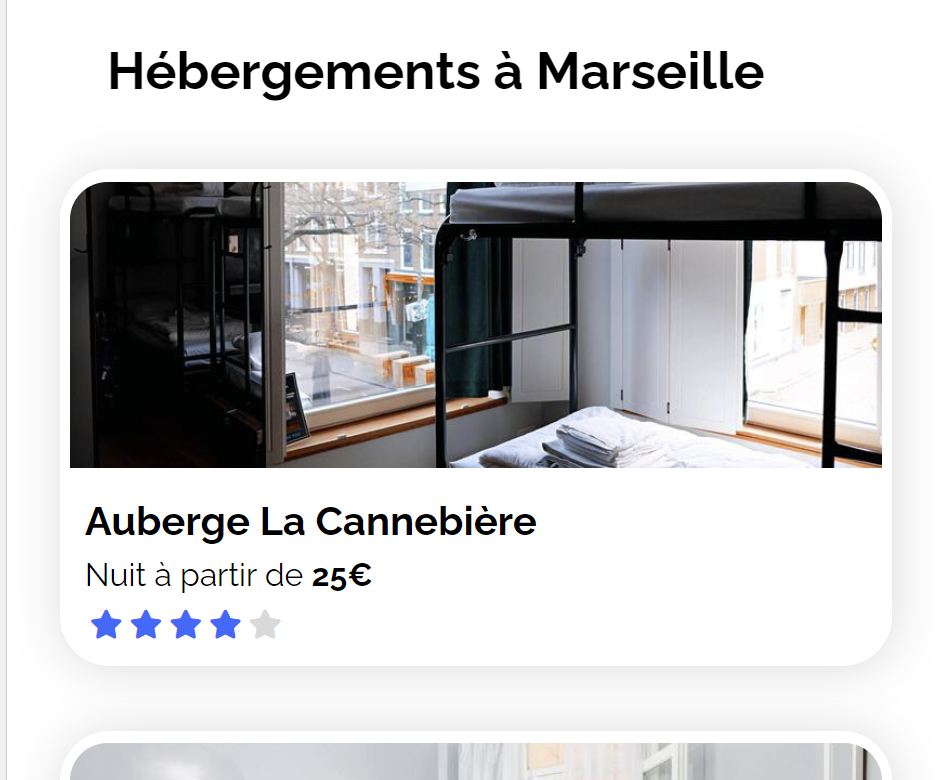 Hébergements à Marseille
Auberge La Cannebière
Nuit à partir de 25€